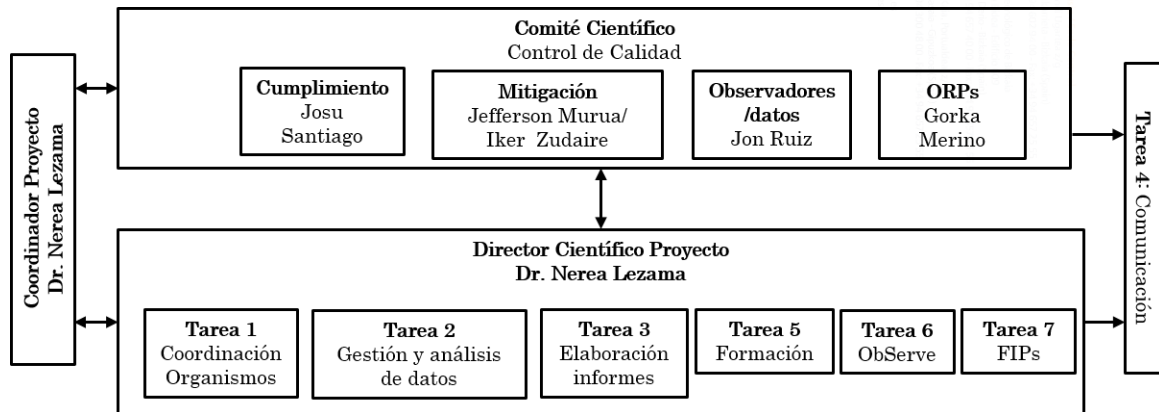 Comité Científico
Control de Calidad
Cumplimiento
Josu
Santiago
Mitigación
Jefferson Murua/
Iker Zudaire
Observadores
/datos
Jon Ruiz
ORPs
Gorka
Merino
Coordinador Proyecto
Dr. Nerea Lezama
Director Científico Proyecto
Dr. Nerea Lezama
Tarea 1
Coordinación
Organismos
Tarea 2
Gestión y análisis
de datos
Tarea 3
Elaboración
informes
Tarea 5
Formación
Tarea 6
ObServe
Tarea 7
FIPs
Tarea 4: Comunicación